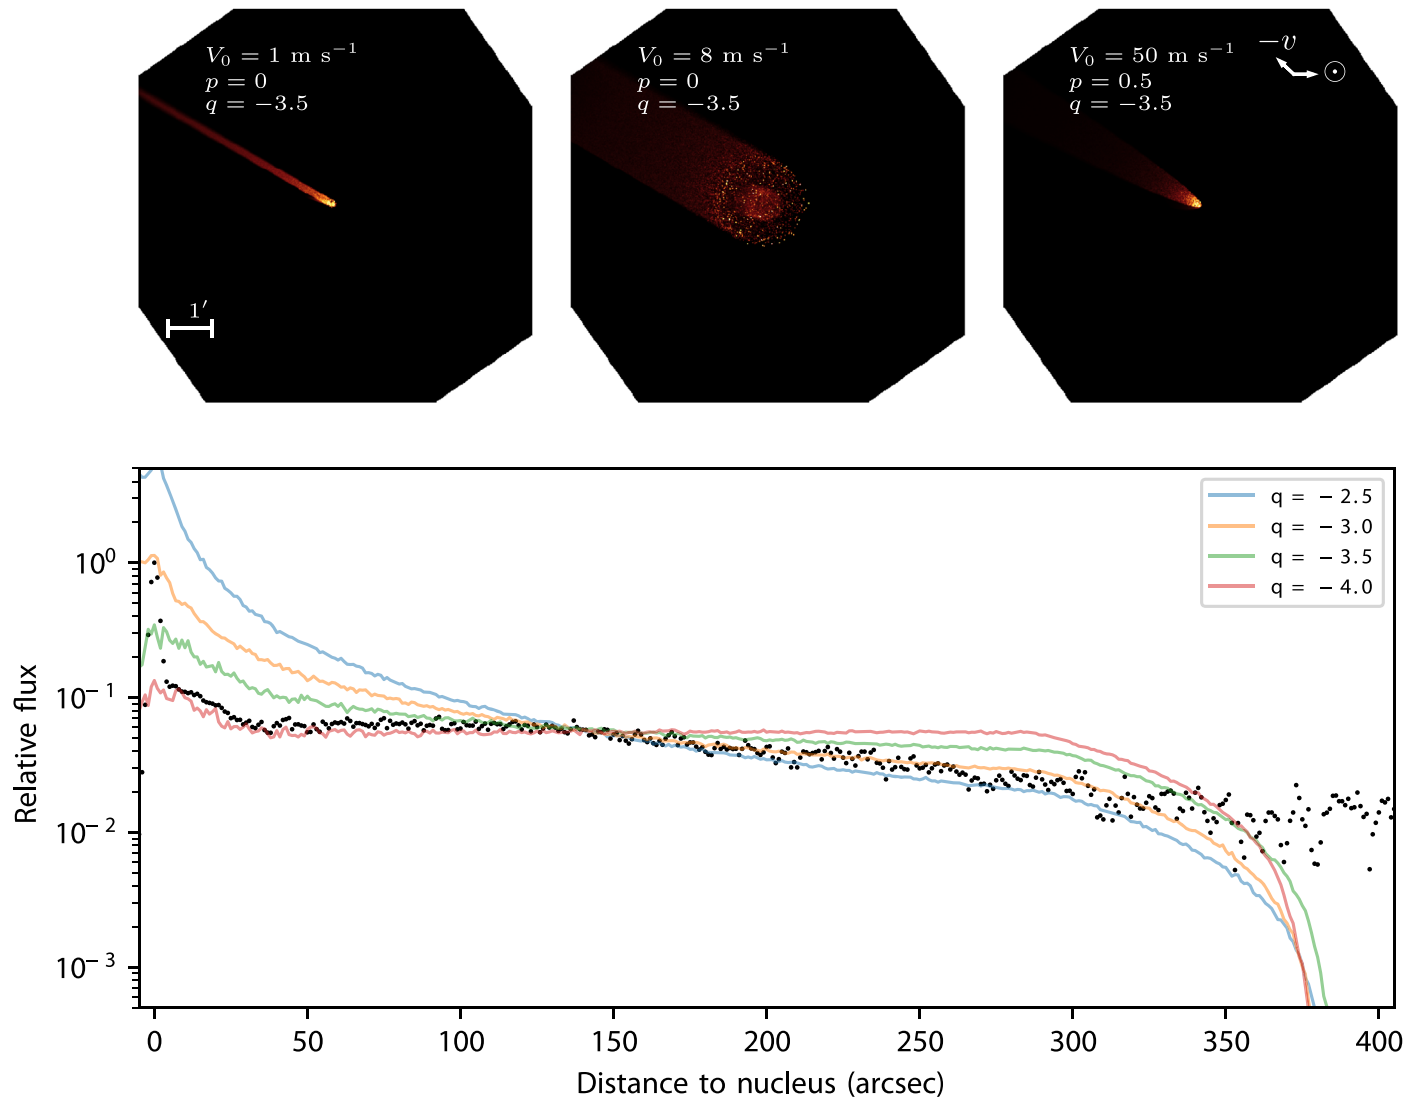 V₀ = 1 m s⁻¹
p = 0
q = −3.5
1′
V₀ = 8 m s⁻¹
p = 0
q = −3.5
V₀ = 50 m s⁻¹
p = 0.5
q = −3.5
−v
⊙
Relative flux
10⁰
10⁻¹
10⁻²
10⁻³
q = −2.5
q = −3.0
q = −3.5
q = −4.0
0 50 100 150 200 250 300 350 400
Distance to nucleus (arcsec)